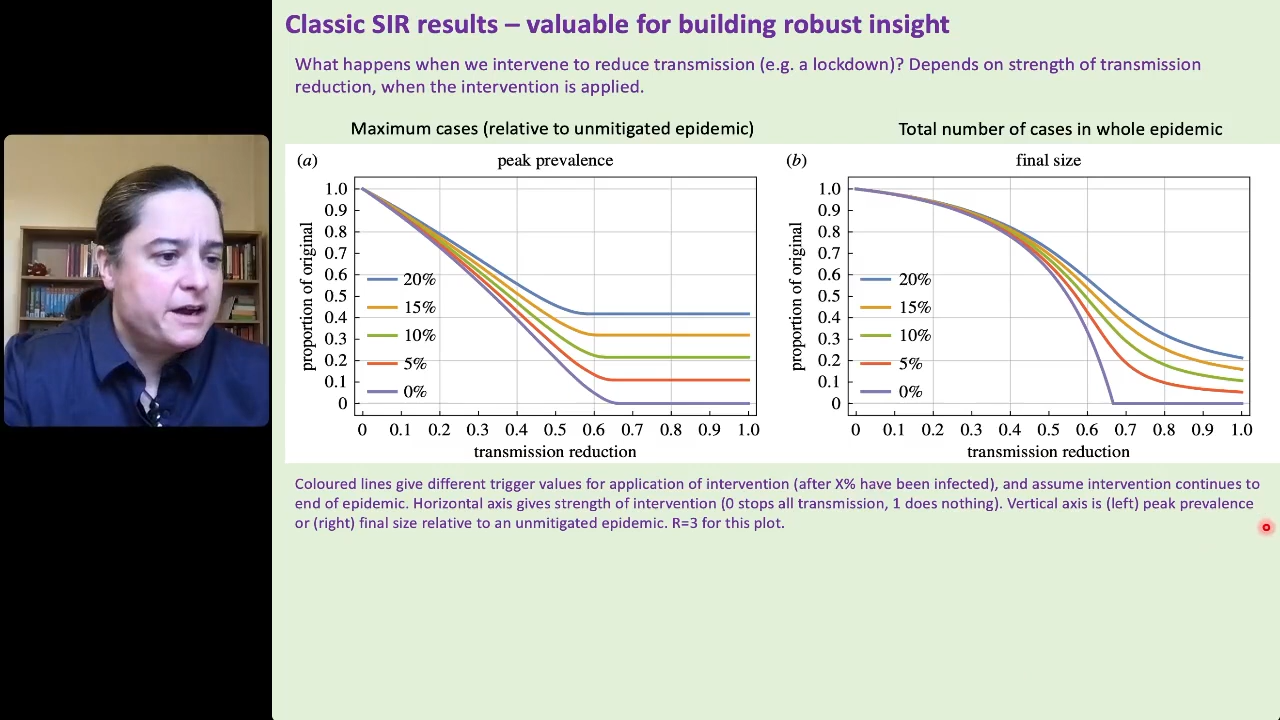 Classic SIR results – valuable for building robust insight
What happens when we intervene to reduce transmission (e.g. a lockdown)? Depends on strength of transmission
reduction, when the intervention is applied.
Maximum cases (relative to unmitigated epidemic)
(a)
peak prevalence
proportion of original
1.0
0.9
0.8
0.7
0.6
0.5
0.4
0.3
0.2
0.1
0
20%
15%
10%
5%
0%
0 0.1 0.2 0.3 0.4 0.5 0.6 0.7 0.8 0.9 1.0
transmission reduction
Total number of cases in whole epidemic
(b)
final size
proportion of original
1.0
0.9
0.8
0.7
0.6
0.5
0.4
0.3
0.2
0.1
0
20%
15%
10%
5%
0%
0 0.1 0.2 0.3 0.4 0.5 0.6 0.7 0.8 0.9 1.0
transmission reduction
Coloured lines give different trigger values for application of intervention (after X% have been infected), and assume intervention continues to
end of epidemic. Horizontal axis gives strength of intervention (0 stops all transmission, 1 does nothing). Vertical axis is (left) peak prevalence
or (right) final size relative to an unmitigated epidemic. R=3 for this plot.